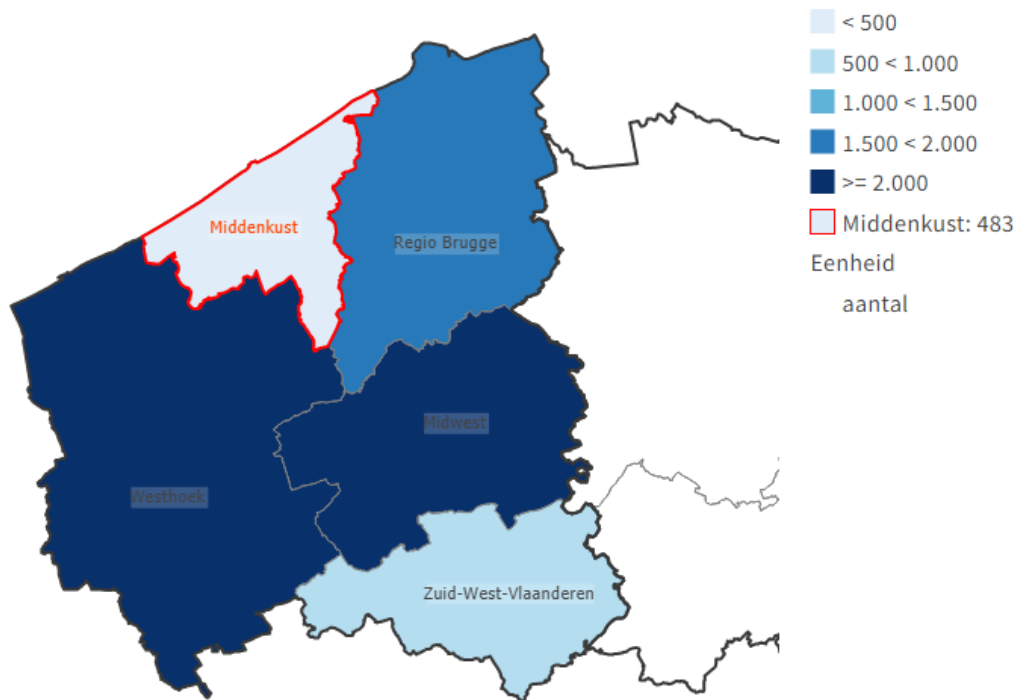 < 500
500 < 1.000
1.000 < 1.500
1.500 < 2.000
>= 2.000
Middenkust: 483
Eenheid
aantal
Middenkust
Regio Brugge
Midwest
Westhoek
Zuid-West-Vlaanderen